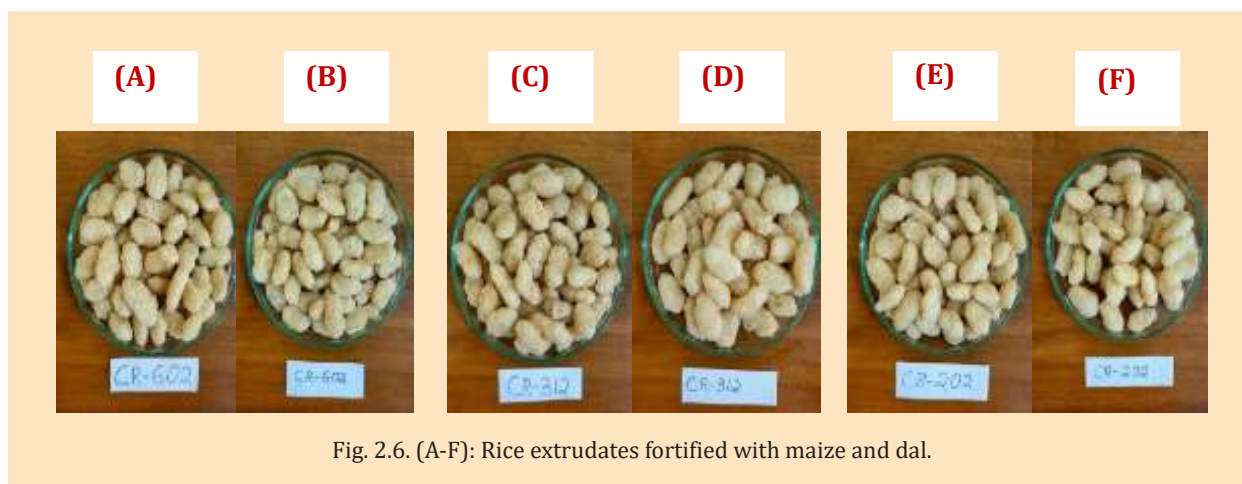 (A) (B) (C) (D) (E) (F)
CR-602 CR-602 CR-312 CR-312 CR-202 CR-202
Fig. 2.6. (A-F): Rice extrudates fortified with maize and dal.